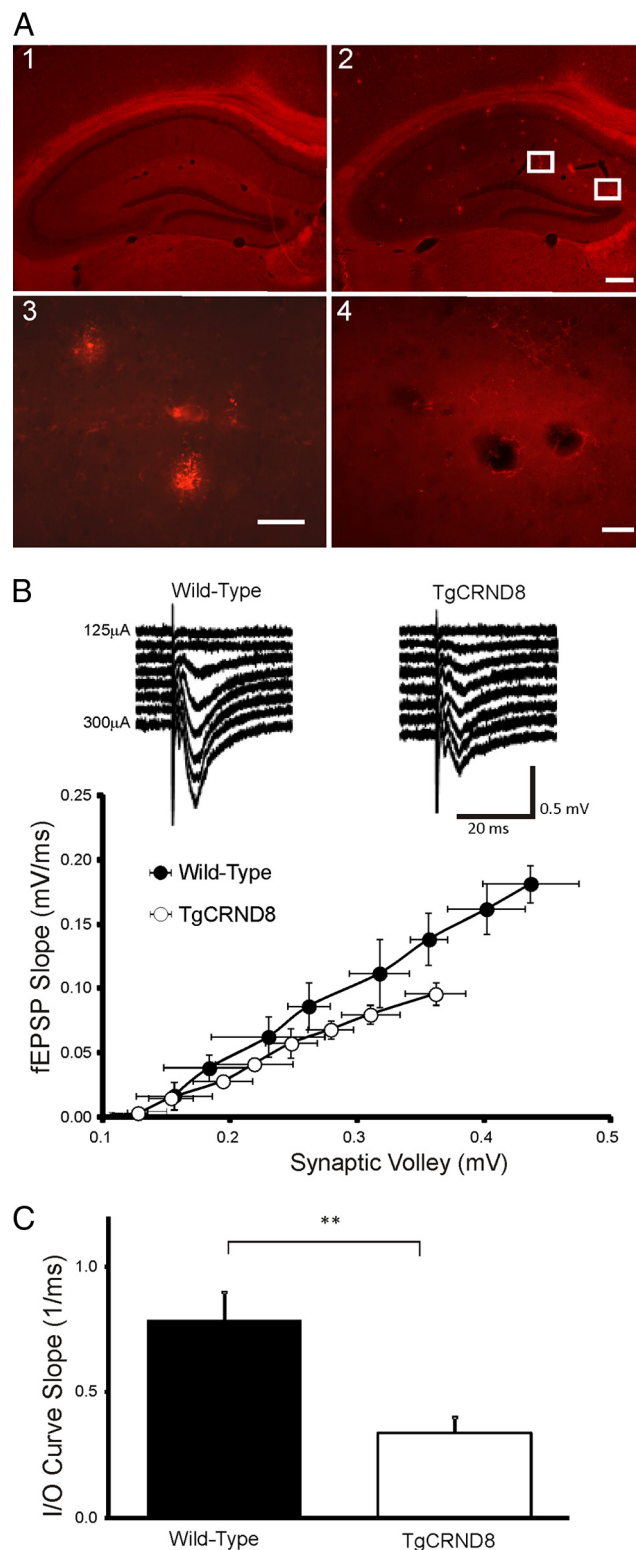 A
1
2
3
4
B
Wild-Type
TgCRND8
125µA
300µA
0.5 mV
20 ms
0.25
0.20
0.15
0.10
0.05
0.00
fEPSP Slope (mV/ms)
Wild-Type
TgCRND8
0.1
0.2
0.3
0.4
0.5
Synaptic Volley (mV)
C
**
1.0
0.5
0.0
I/O Curve Slope (1/ms)
Wild-Type
TgCRND8